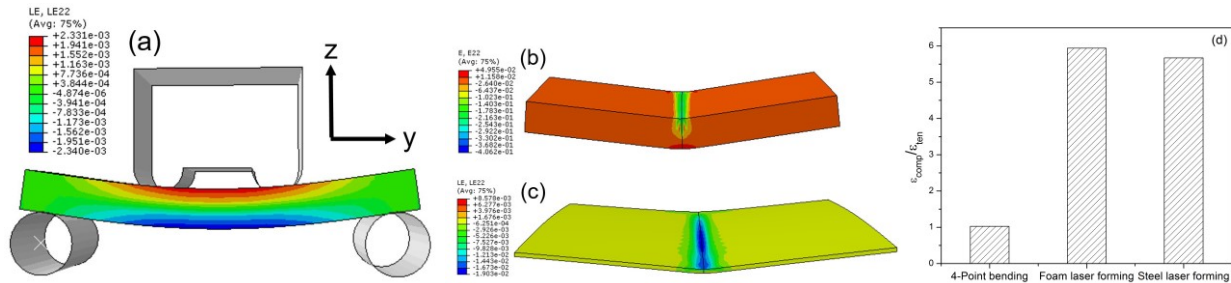 LE, LE22
(Avg: 75%)
+2.331e-03
+1.941e-03
+1.552e-03
+1.163e-03
+7.736e-04
+3.844e-04
-4.874e-06
-3.941e-04
-7.833e-04
-1.173e-03
-1.562e-03
-1.951e-03
-2.340e-03
(a)
z
y
(b)
E, E22
(Avg: 75%)
+4.955e-02
+1.158e-02
-2.640e-02
-6.437e-02
-1.023e-01
-1.403e-01
-1.783e-01
-2.163e-01
-2.543e-01
-2.922e-01
-3.302e-01
-3.682e-01
-4.062e-01
(c)
LE, LE22
(Avg: 75%)
+8.578e-03
+6.277e-03
+3.976e-03
+1.676e-03
-6.251e-04
-2.926e-03
-5.226e-03
-7.527e-03
-9.828e-03
-1.213e-02
-1.443e-02
-1.673e-02
-1.903e-02
(d)
6
5
4
3
2
1
0
εcomp/εten
4-Point bending
Foam laser forming
Steel laser forming